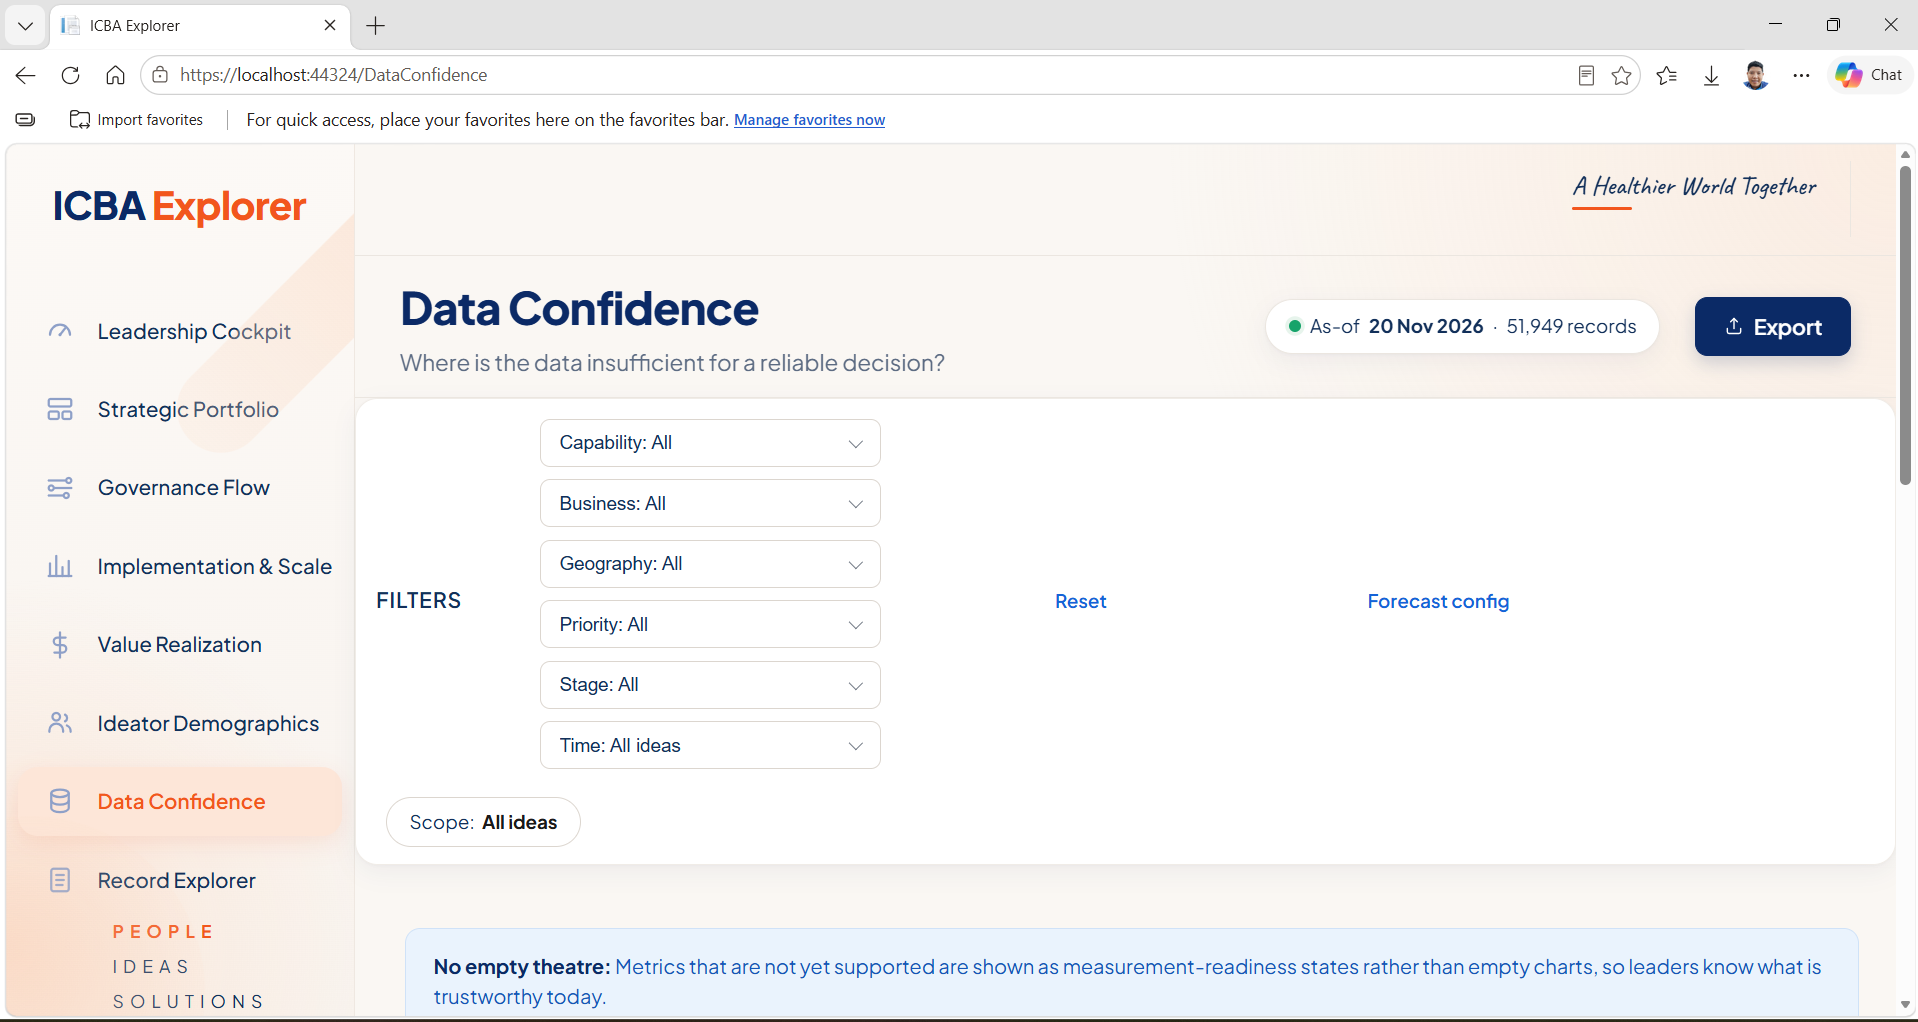 ICBA Explorer
https://localhost:44324/DataConfidence
Chat
Import favorites
For quick access, place your favorites here on the favorites bar. Manage favorites now
ICBA Explorer
A Healthier World Together
Data Confidence
Where is the data insufficient for a reliable decision?
As-of 20 Nov 2026 · 51,949 records
Export
Leadership Cockpit
Strategic Portfolio
Governance Flow
Implementation & Scale
Value Realization
Ideator Demographics
Data Confidence
Record Explorer
PEOPLE
IDEAS
SOLUTIONS
FILTERS
Capability: All
Business: All
Geography: All
Priority: All
Stage: All
Time: All ideas
Reset
Forecast config
Scope: All ideas
No empty theatre: Metrics that are not yet supported are shown as measurement-readiness states rather than empty charts, so leaders know what is
trustworthy today.